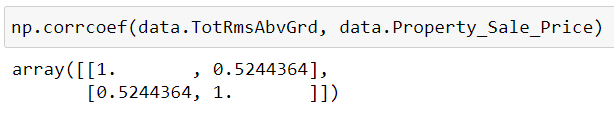 np.corrcoef(data.TotRmsAbvGrd, data.Property_Sale_Price)
array([[1.       , 0.5244364],
       [0.5244364, 1.       ]])